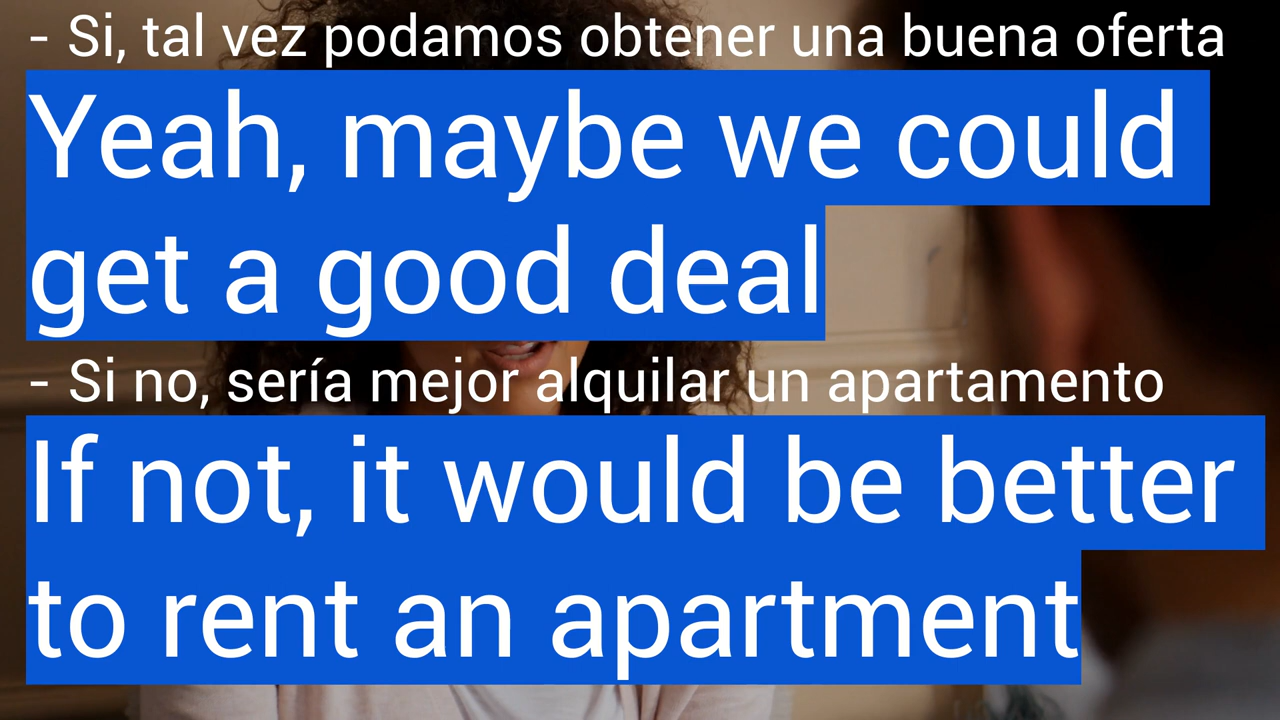 - Si, tal vez podamos obtener una buena oferta
Yeah, maybe we could
get a good deal
- Si no, sería mejor alquilar un apartamento
If not, it would be better
to rent an apartment